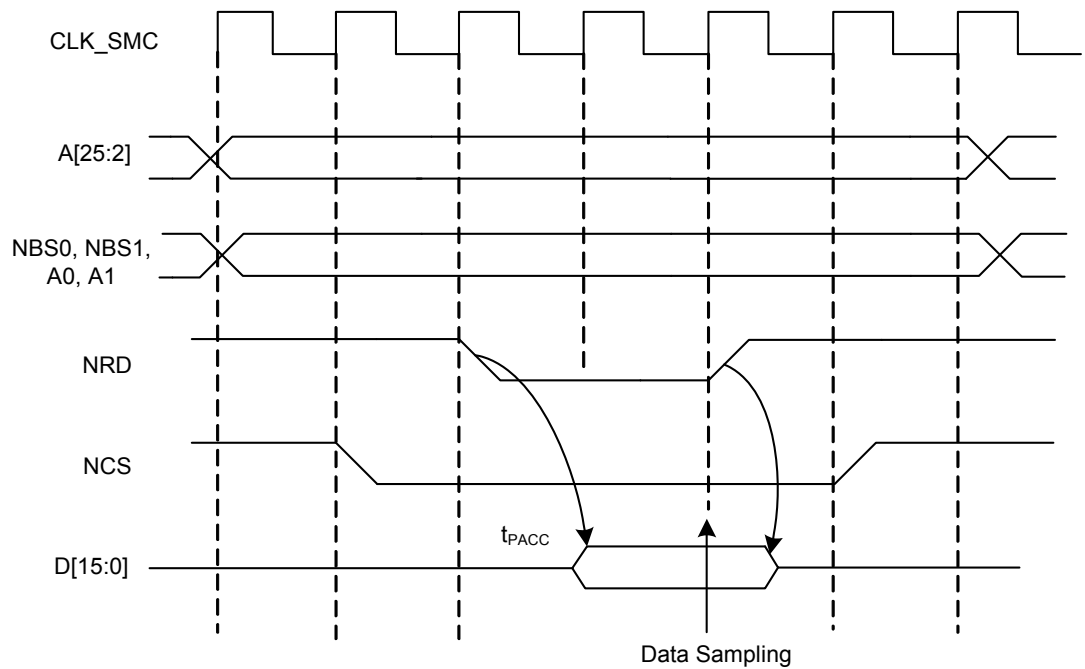 CLK_SMC
A[25:2]
NBS0, NBS1,
A0, A1
NRD
NCS
tPACC
D[15:0]
Data Sampling